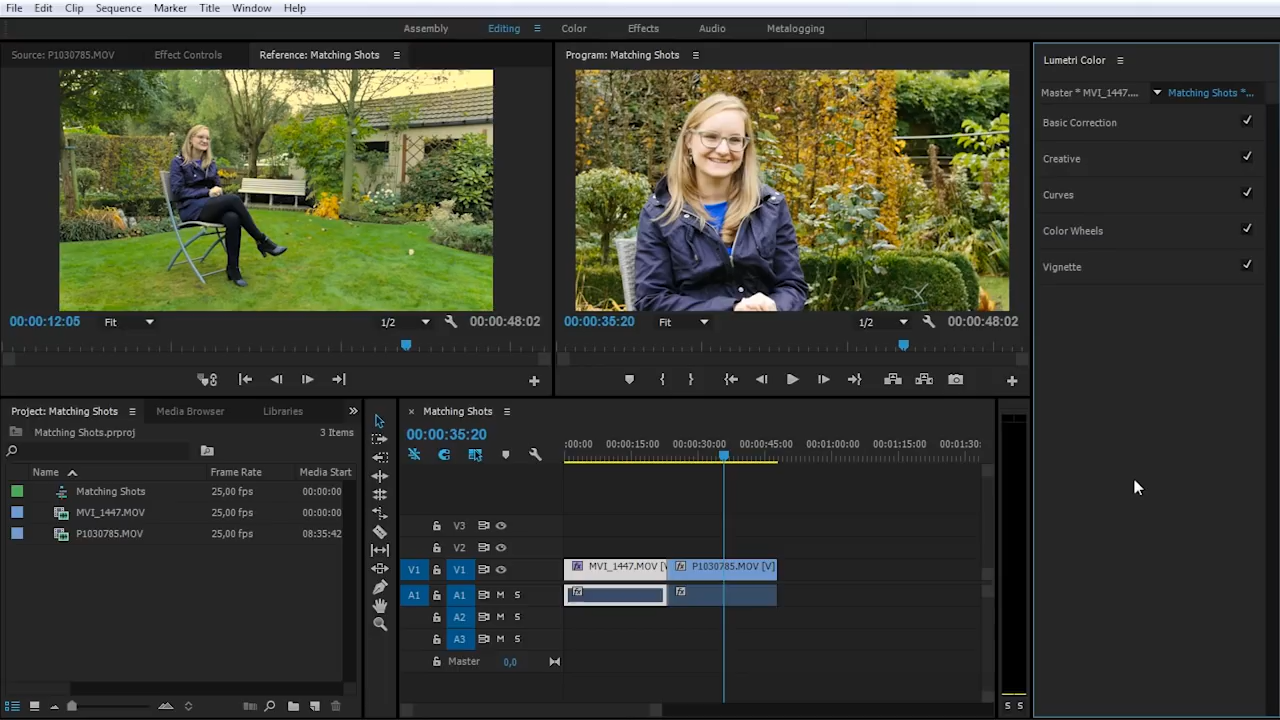 File Edit Clip Sequence Marker Title Window Help
Assembly Editing Color Effects Audio Metalogging
Source: P1030785.MOV Effect Controls Reference: Matching Shots
Program: Matching Shots
Lumetri Color
Master * MVI_1447.... Matching Shots *...
Basic Correction
Creative
Curves
Color Wheels
Vignette
00:00:12:05 Fit 1/2 00:00:48:02
00:00:35:20 Fit 1/2 00:00:48:02
Project: Matching Shots Media Browser Libraries
Matching Shots.prproj 3 Items
Name Frame Rate Media Start
Matching Shots 25,00 fps 00:00:00
MVI_1447.MOV 25,00 fps 00:00:00
P1030785.MOV 25,00 fps 08:35:42
Matching Shots
00:00:35:20
:00:00 00:00:15:00 00:00:30:00 00:00:45:00 00:01:00:00 00:01:15:00 00:01:30:
V3
V2
V1 V1 MVI_1447.MOV [V P1030785.MOV [V]
A1 A1 M S
A2 M S
A3 M S
Master 0,0
S S